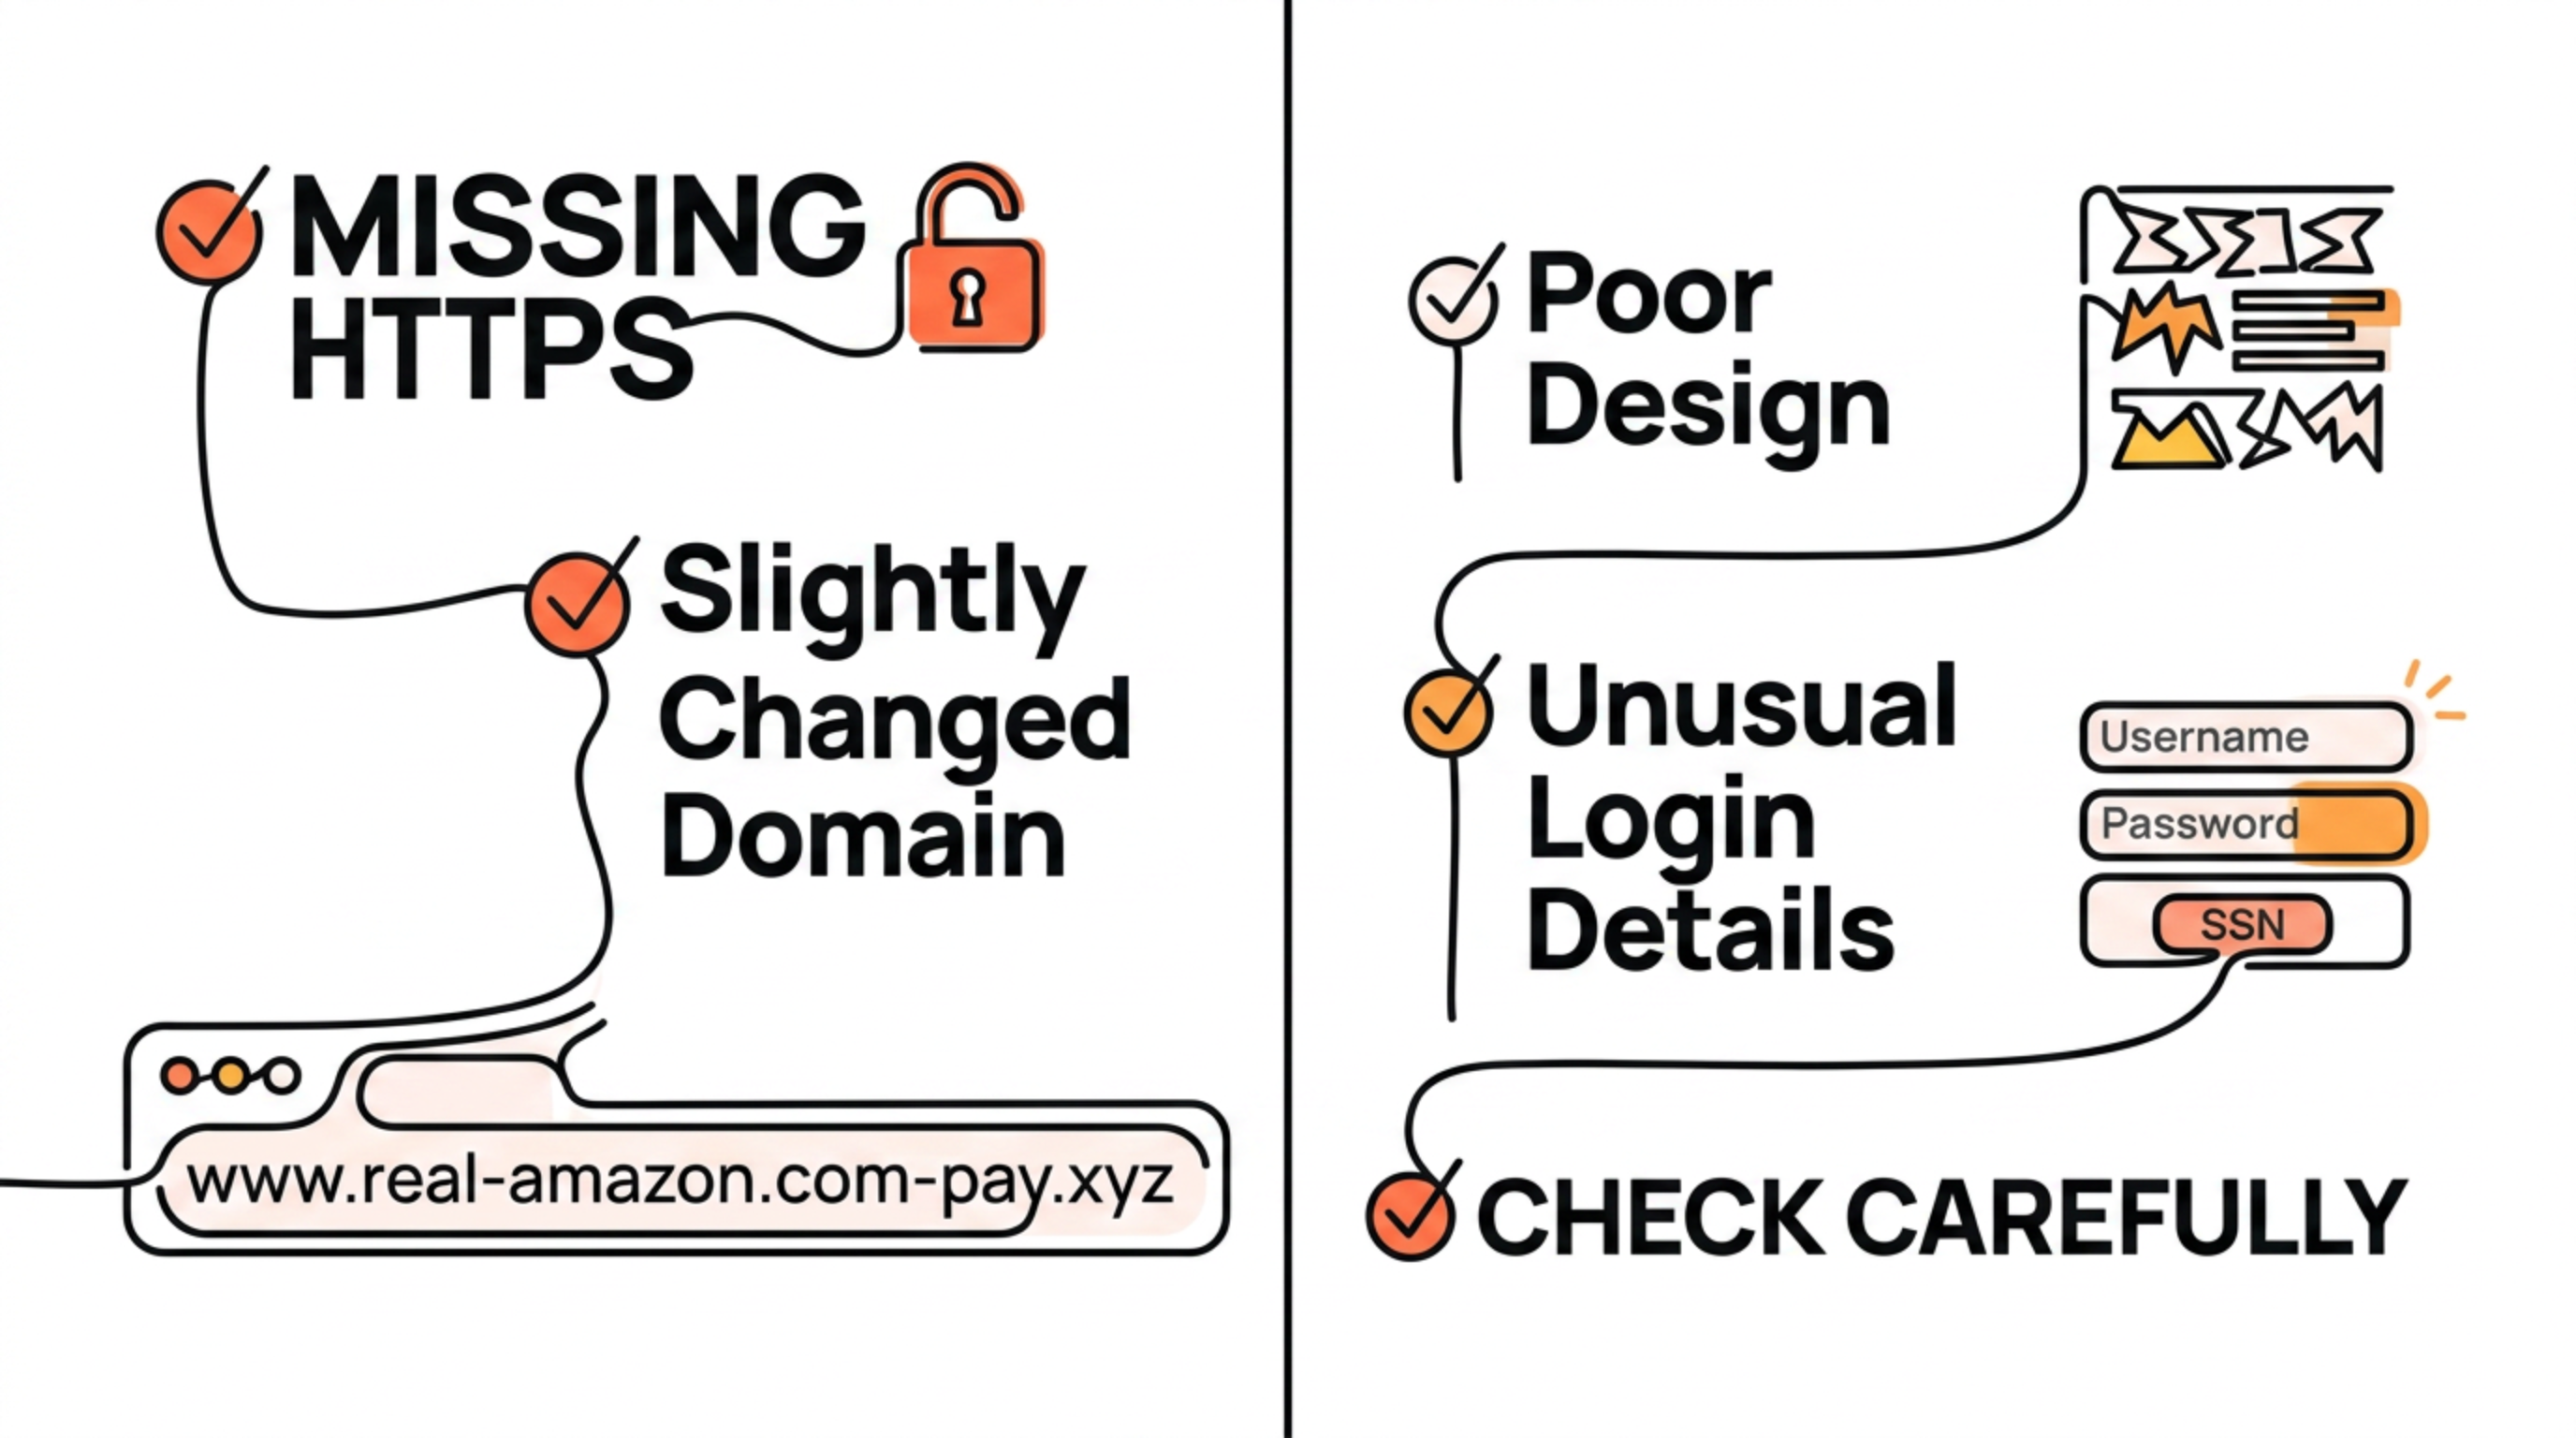 MISSING
HTTPS
Slightly
Changed
Domain
www.real-amazon.com-pay.xyz
Poor
Design
Unusual
Login
Details
Username
Password
SSN
CHECK CAREFULLY